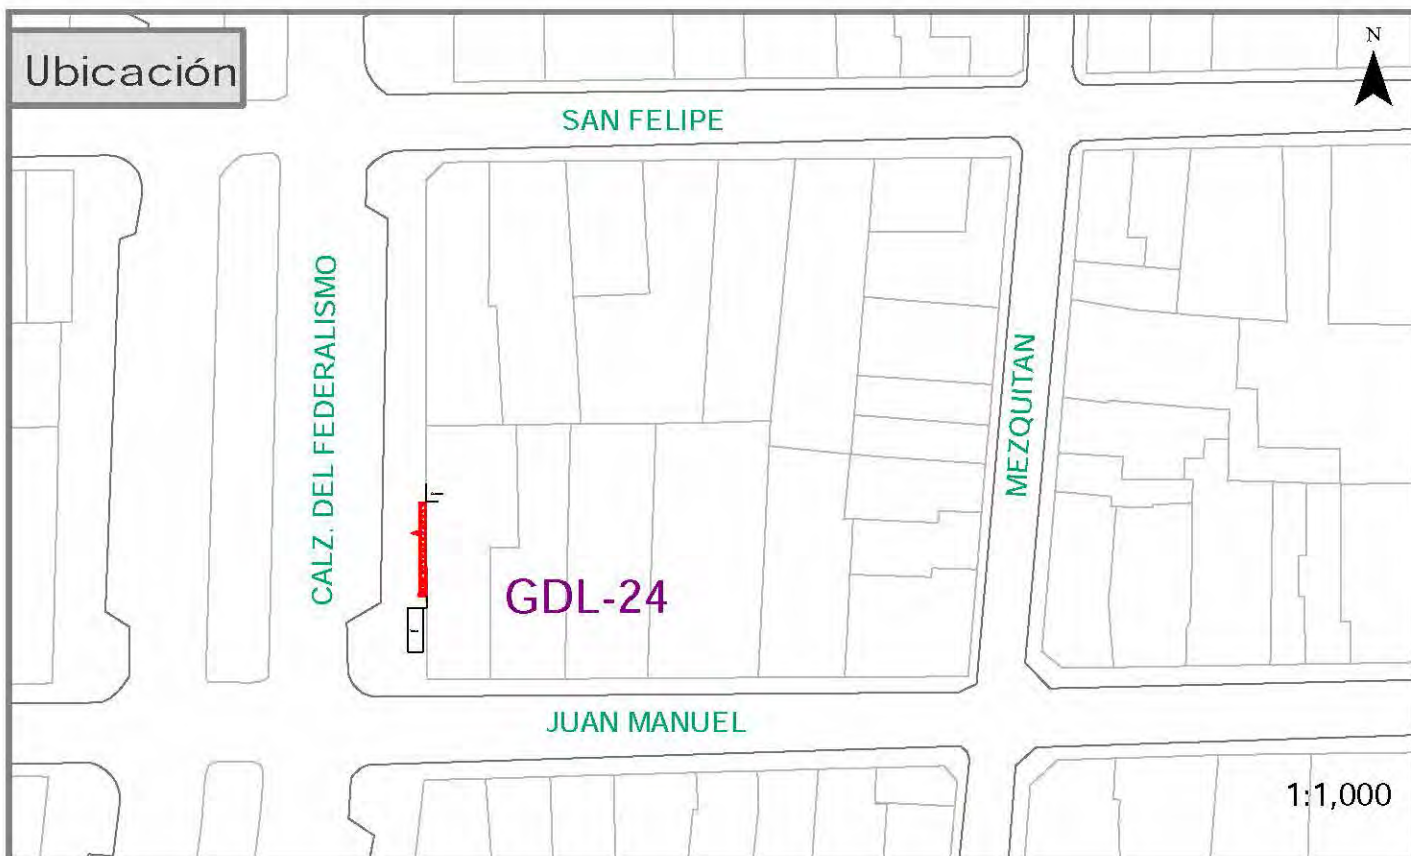 Ubicación
N
SAN FELIPE
CALZ. DEL FEDERALISMO
MEZQUITAN
GDL-24
JUAN MANUEL
1:1,000